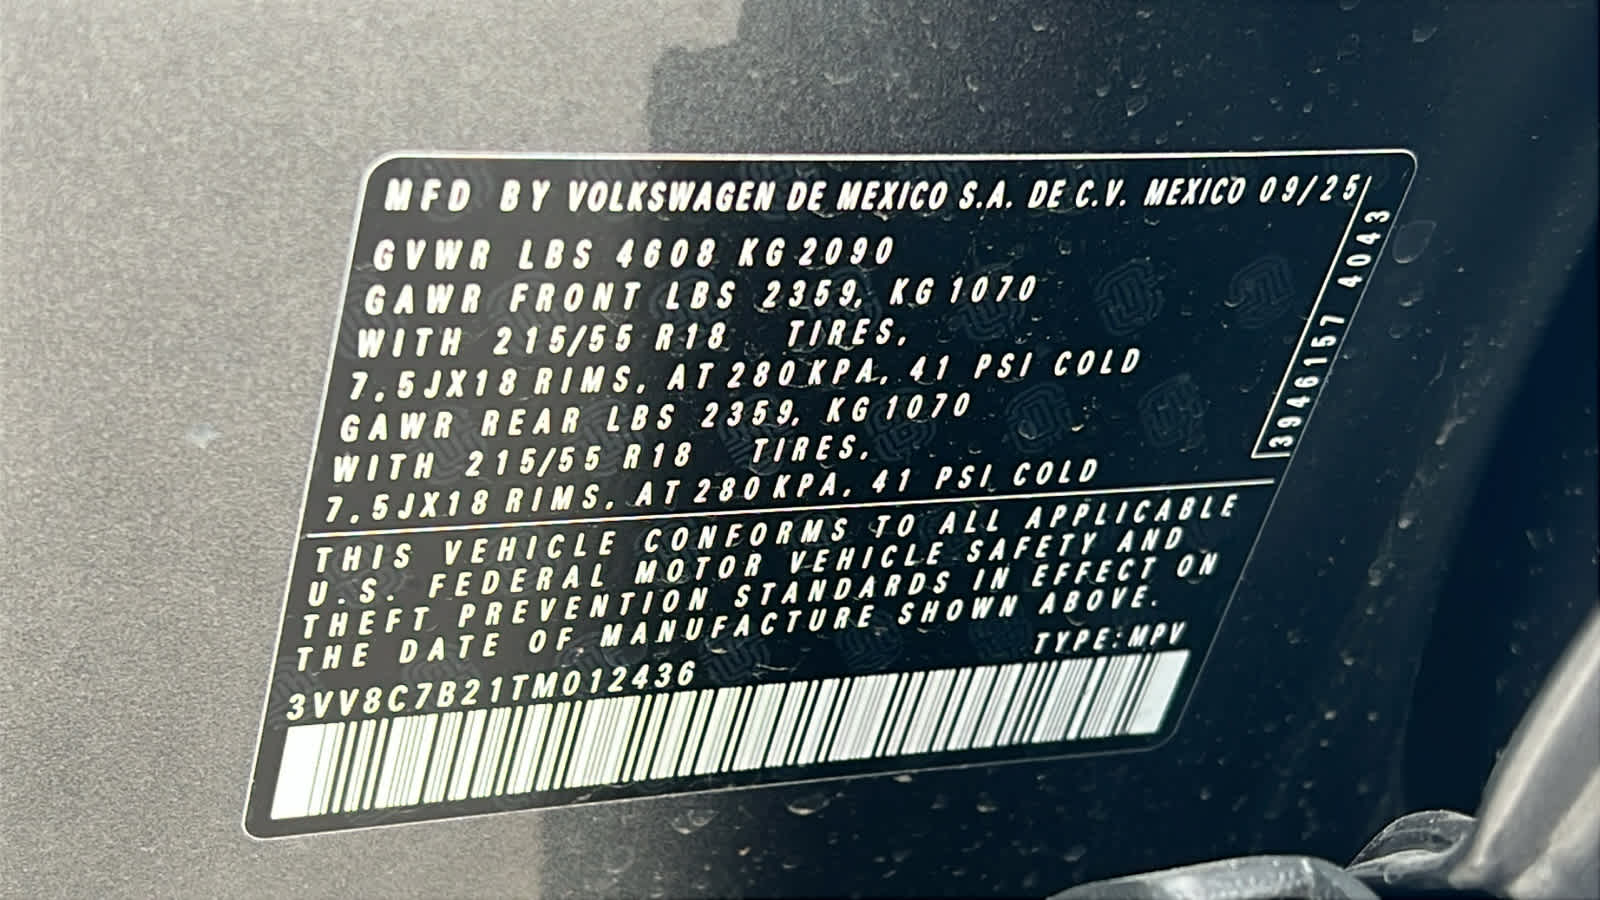 MFD BY VOLKSWAGEN DE MEXICO S.A. DE C.V. MEXICO 09/25
GVWR LBS 4608 KG 2090
GAWR FRONT LBS 2359, KG 1070
WITH 215/55 R18 TIRES,
7.5JX18 RIMS, AT 280 KPA, 41 PSI COLD
GAWR REAR LBS 2359, KG 1070
WITH 215/55 R18 TIRES,
7.5JX18 RIMS, AT 280 KPA, 41 PSI COLD
3946157 4043
THIS VEHICLE CONFORMS TO ALL APPLICABLE
U.S. FEDERAL MOTOR VEHICLE SAFETY AND
THEFT PREVENTION STANDARDS IN EFFECT ON
THE DATE OF MANUFACTURE SHOWN ABOVE.
TYPE:MPV
3VV8C7B21TM012436